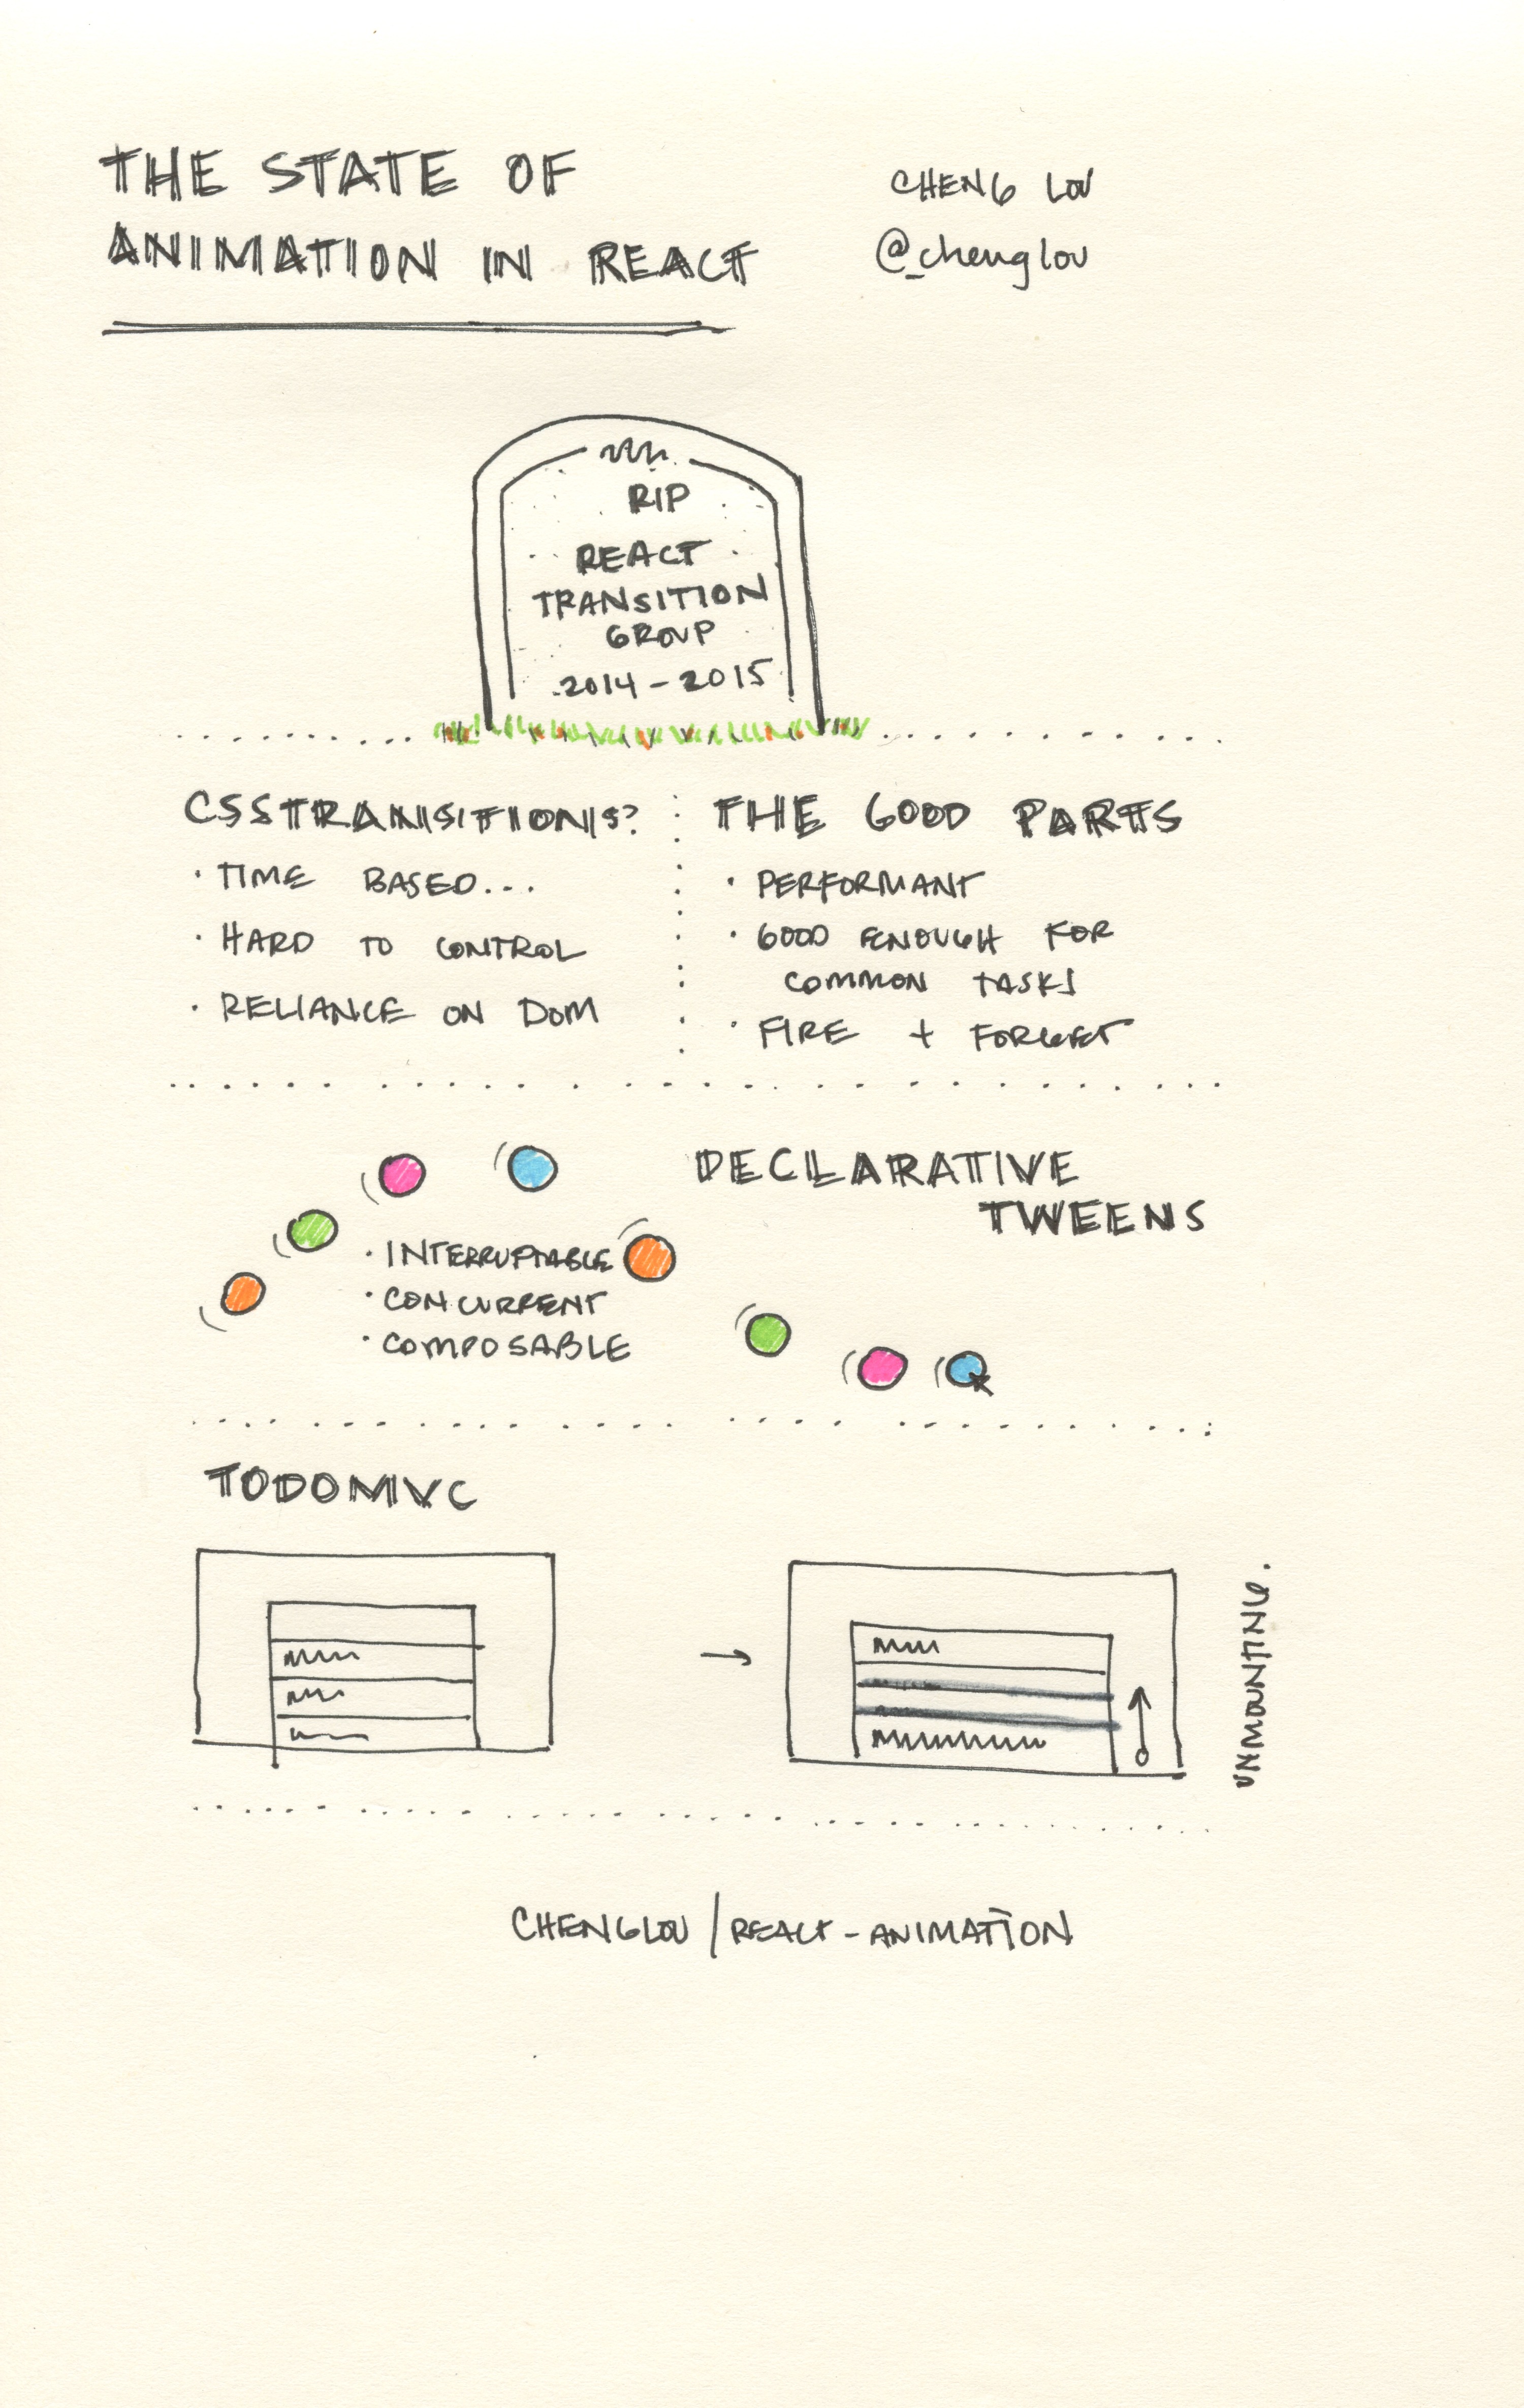 THE STATE OF
ANIMATION IN REACT
CHENG LOU
@_chenglou
RIP
REACT
TRANSITION
GROUP
2014 - 2015
CSSTRANSITIONS?
· TIME BASED...
· HARD TO CONTROL
· RELIANCE ON DOM
THE GOOD PARTS
· PERFORMANT
· GOOD ENOUGH FOR
COMMON TASKS
· FIRE + FORGET
DECLARATIVE
TWEENS
· INTERRUPTABLE
· CONCURRENT
· COMPOSABLE
TODOMVC
UNMOUNTING.
CHENGLOU / REACT - ANIMATION